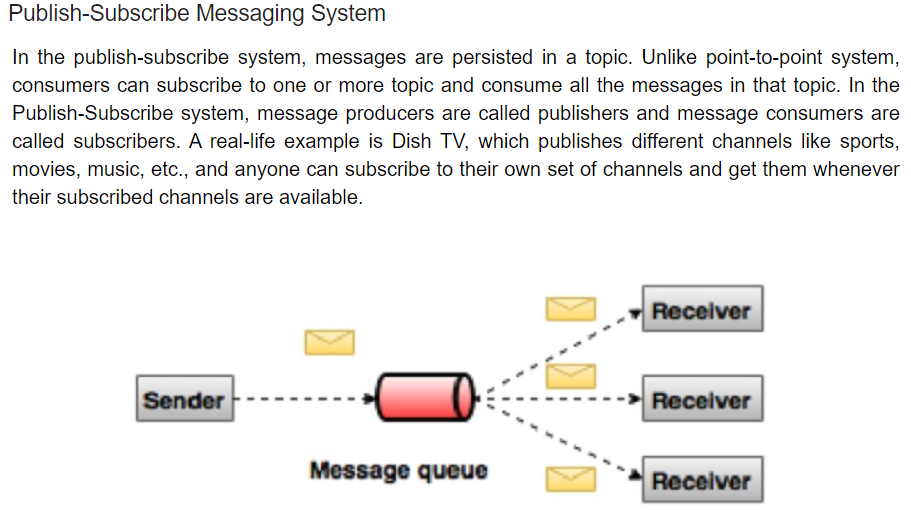 Publish-Subscribe Messaging System
In the publish-subscribe system, messages are persisted in a topic. Unlike point-to-point system,
consumers can subscribe to one or more topic and consume all the messages in that topic. In the
Publish-Subscribe system, message producers are called publishers and message consumers are
called subscribers. A real-life example is Dish TV, which publishes different channels like sports,
movies, music, etc., and anyone can subscribe to their own set of channels and get them whenever
their subscribed channels are available.
Receiver
Sender
Receiver
Message queue
Receiver